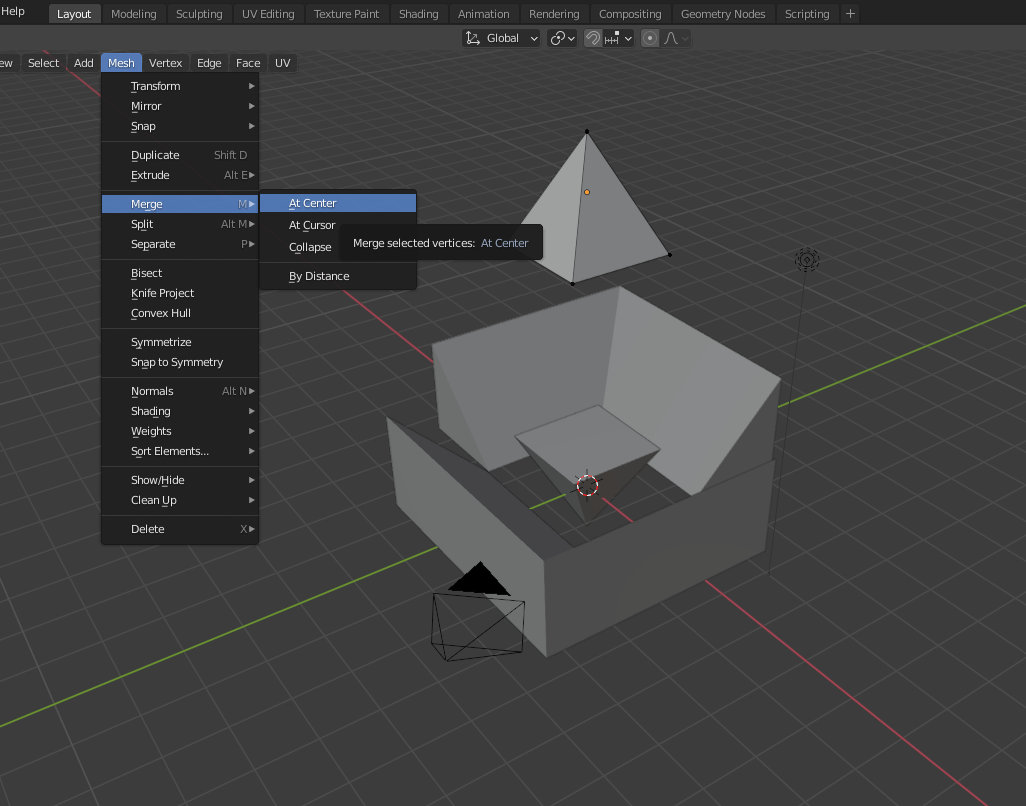 Help Layout Modeling Sculpting UV Editing Texture Paint Shading Animation Rendering Compositing Geometry Nodes Scripting +
Global
ew Select Add Mesh Vertex Edge Face UV
Transform
Mirror
Snap
Duplicate Shift D
Extrude Alt E
Merge M
Split Alt M
Separate P
Bisect
Knife Project
Convex Hull
Symmetrize
Snap to Symmetry
Normals Alt N
Shading
Weights
Sort Elements...
Show/Hide
Clean Up
Delete X
At Center
At Cursor
Collapse
By Distance
Merge selected vertices: At Center